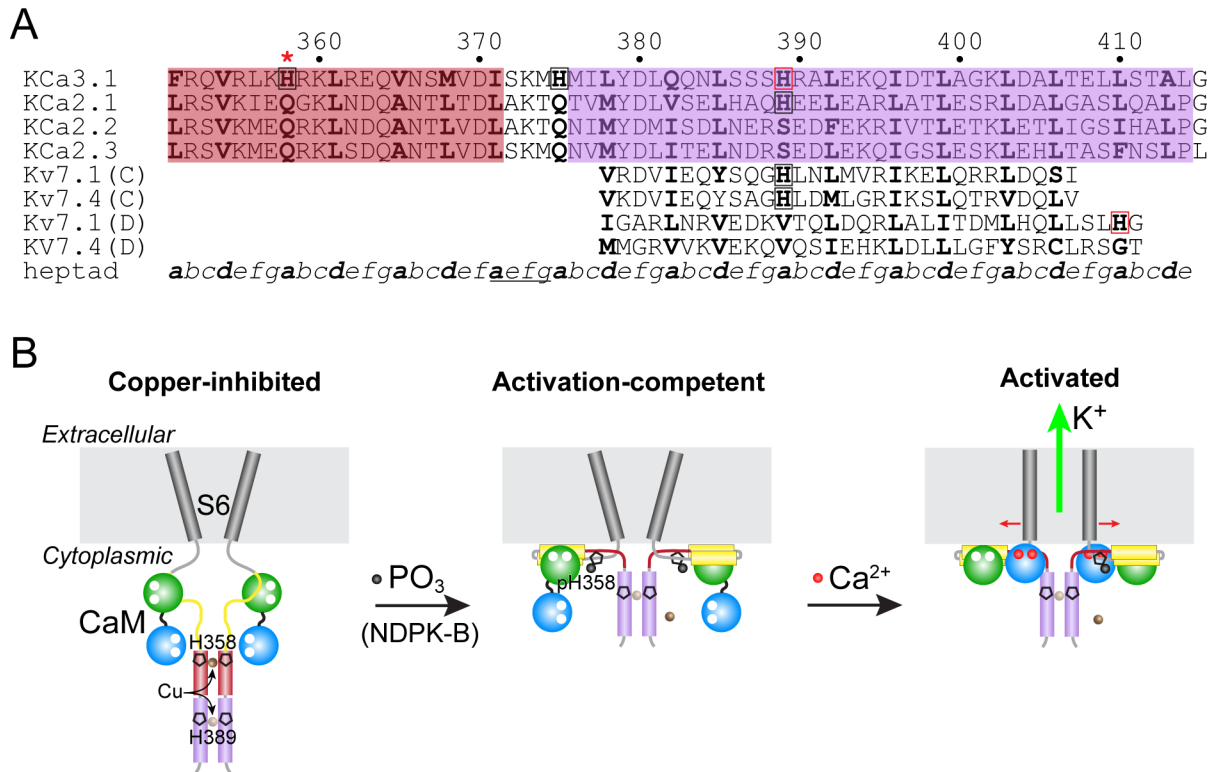 A
360 370 380 390 400 410
*
KCa3.1 FRQVRLKHRKLREQVNSMVDISKMHMILYDLQQNLSSSHRALEKQIDTLAGKLDALTELLSTALG
KCa2.1 LRSVKIEQGKLNDQANTLTDLAKTQTVMYDLVSELHAQHEELEARLATLESRLDALGASLQALPG
KCa2.2 LRSVKMEQRKLSDQANTLVDLAKTQNIMYDMISDLNERSEDFEKRIVTLETKLETLIGSIHALPG
KCa2.3 LRSVKMEQRKLSDQANTLVDLSKMQNVMYDLITELNDRSEDLEKQIGSLESKLEHLTASFNSLPL
Kv7.1(C) VRDVIEQYSQGHLNLMVRIKELQRRLDQSI
Kv7.4(C) VKDVIEQYSAGHLDMLGRIKSLQTRVDQLV
Kv7.1(D) IGARLNRVEDKVTQLDQRLALITDMLHQLLSLHG
KV7.4(D) MMGRVVKVEKQVQSIEHKLDLLLGFYSRCLRSGT
heptad abcdefgabcdefgabcdefaefgabcdefgabcdefgabcdefgabcdefgabcdefgabcde
B
Copper-inhibited
Activation-competent
Activated
Extracellular
K+
S6
Cytoplasmic
CaM
PO3
(NDPK-B)
pH358
Ca2+
H358
Cu
H389